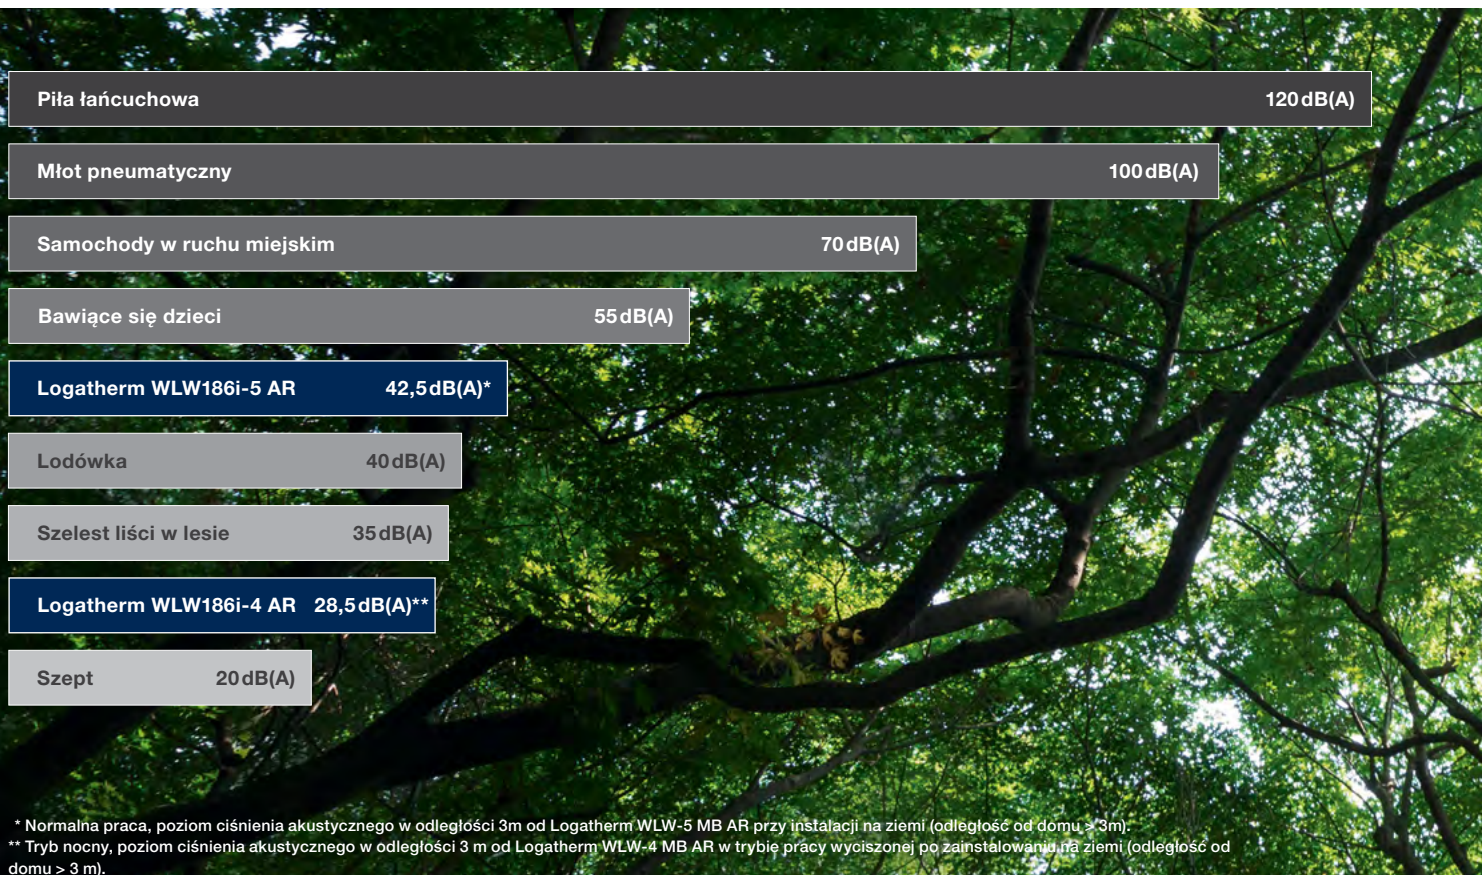 Piła łańcuchowa 120 dB(A)
Młot pneumatyczny 100 dB(A)
Samochody w ruchu miejskim 70 dB(A)
Bawiące się dzieci 55 dB(A)
Logatherm WLW186i-5 AR 42,5 dB(A)*
Lodówka 40 dB(A)
Szelest liści w lesie 35 dB(A)
Logatherm WLW186i-4 AR 28,5 dB(A)**
Szept 20 dB(A)
* Normalna praca, poziom ciśnienia akustycznego w odległości 3m od Logatherm WLW-5 MB AR przy instalacji na ziemi (odległość od domu > 3m).
** Tryb nocny, poziom ciśnienia akustycznego w odległości 3 m od Logatherm WLW-4 MB AR w trybie pracy wyciszonej po zainstalowaniu na ziemi (odległość od
domu > 3 m).